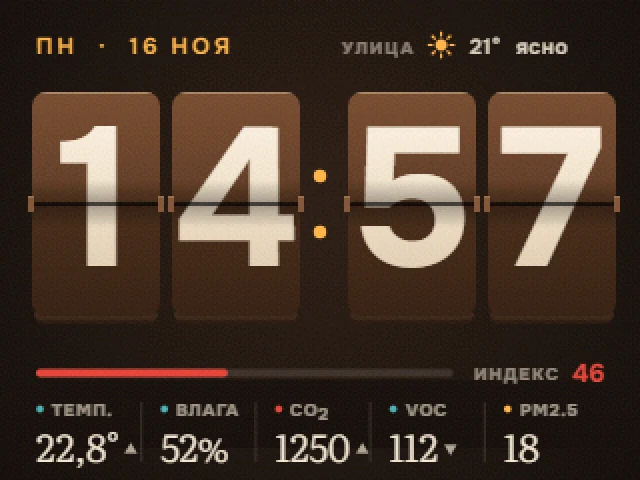 ПН · 16 НОЯ
УЛИЦА 21° ЯСНО
14:57
ИНДЕКС 46
ТЕМП. ВЛАГА CO₂ VOC PM2.5
22,8° 52% 1250 112 18